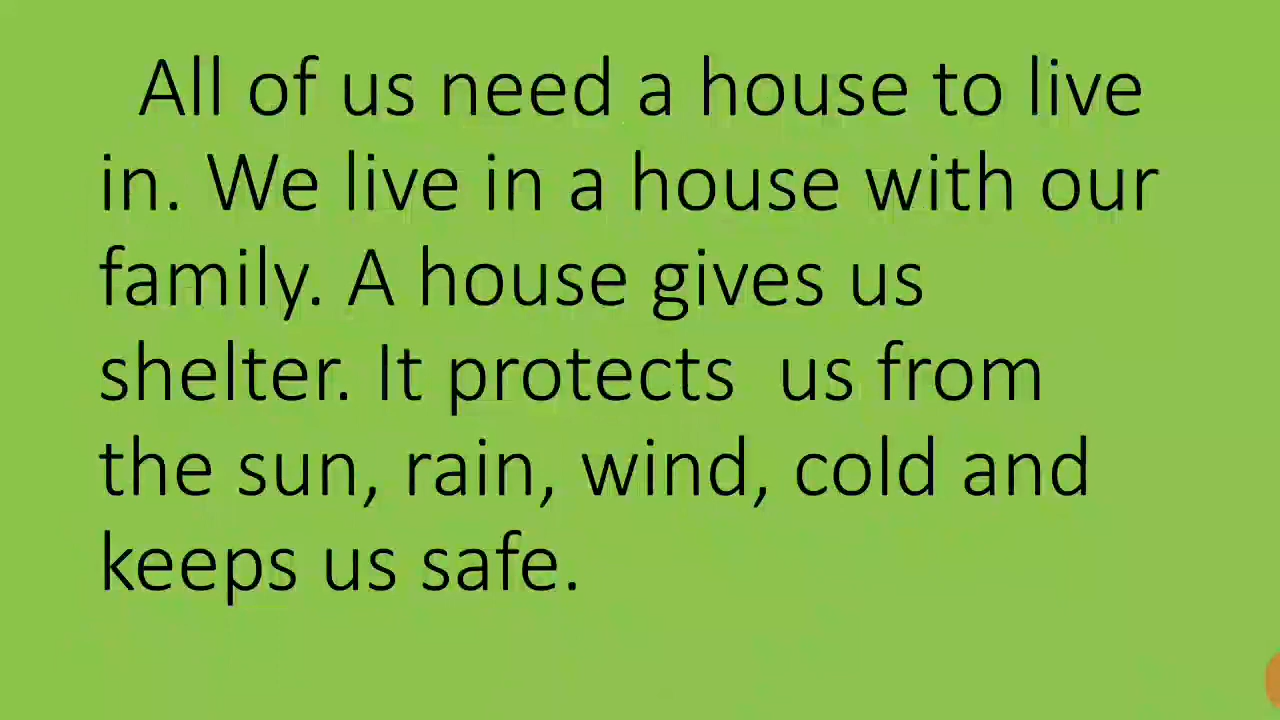 All of us need a house to live
in. We live in a house with our
family. A house gives us
shelter. It protects  us from
the sun, rain, wind, cold and
keeps us safe.